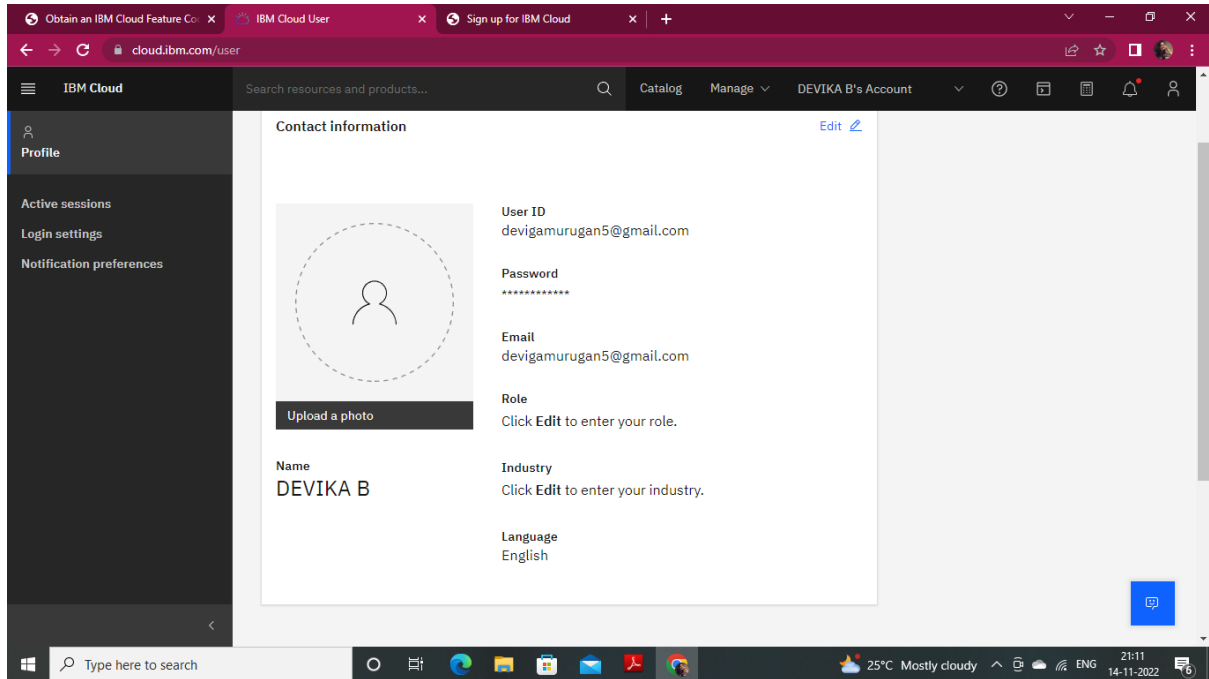 Obtain an IBM Cloud Feature Co
IBM Cloud User
Sign up for IBM Cloud
cloud.ibm.com/user
IBM Cloud
Search resources and products...
Catalog
Manage
DEVIKA B's Account
Profile
Active sessions
Login settings
Notification preferences
Contact information
Edit
Upload a photo
Name
DEVIKA B
User ID
devigamurugan5@gmail.com
Password
************
Email
devigamurugan5@gmail.com
Role
Click Edit to enter your role.
Industry
Click Edit to enter your industry.
Language
English
Type here to search
25°C Mostly cloudy
ENG
21:11
14-11-2022
6